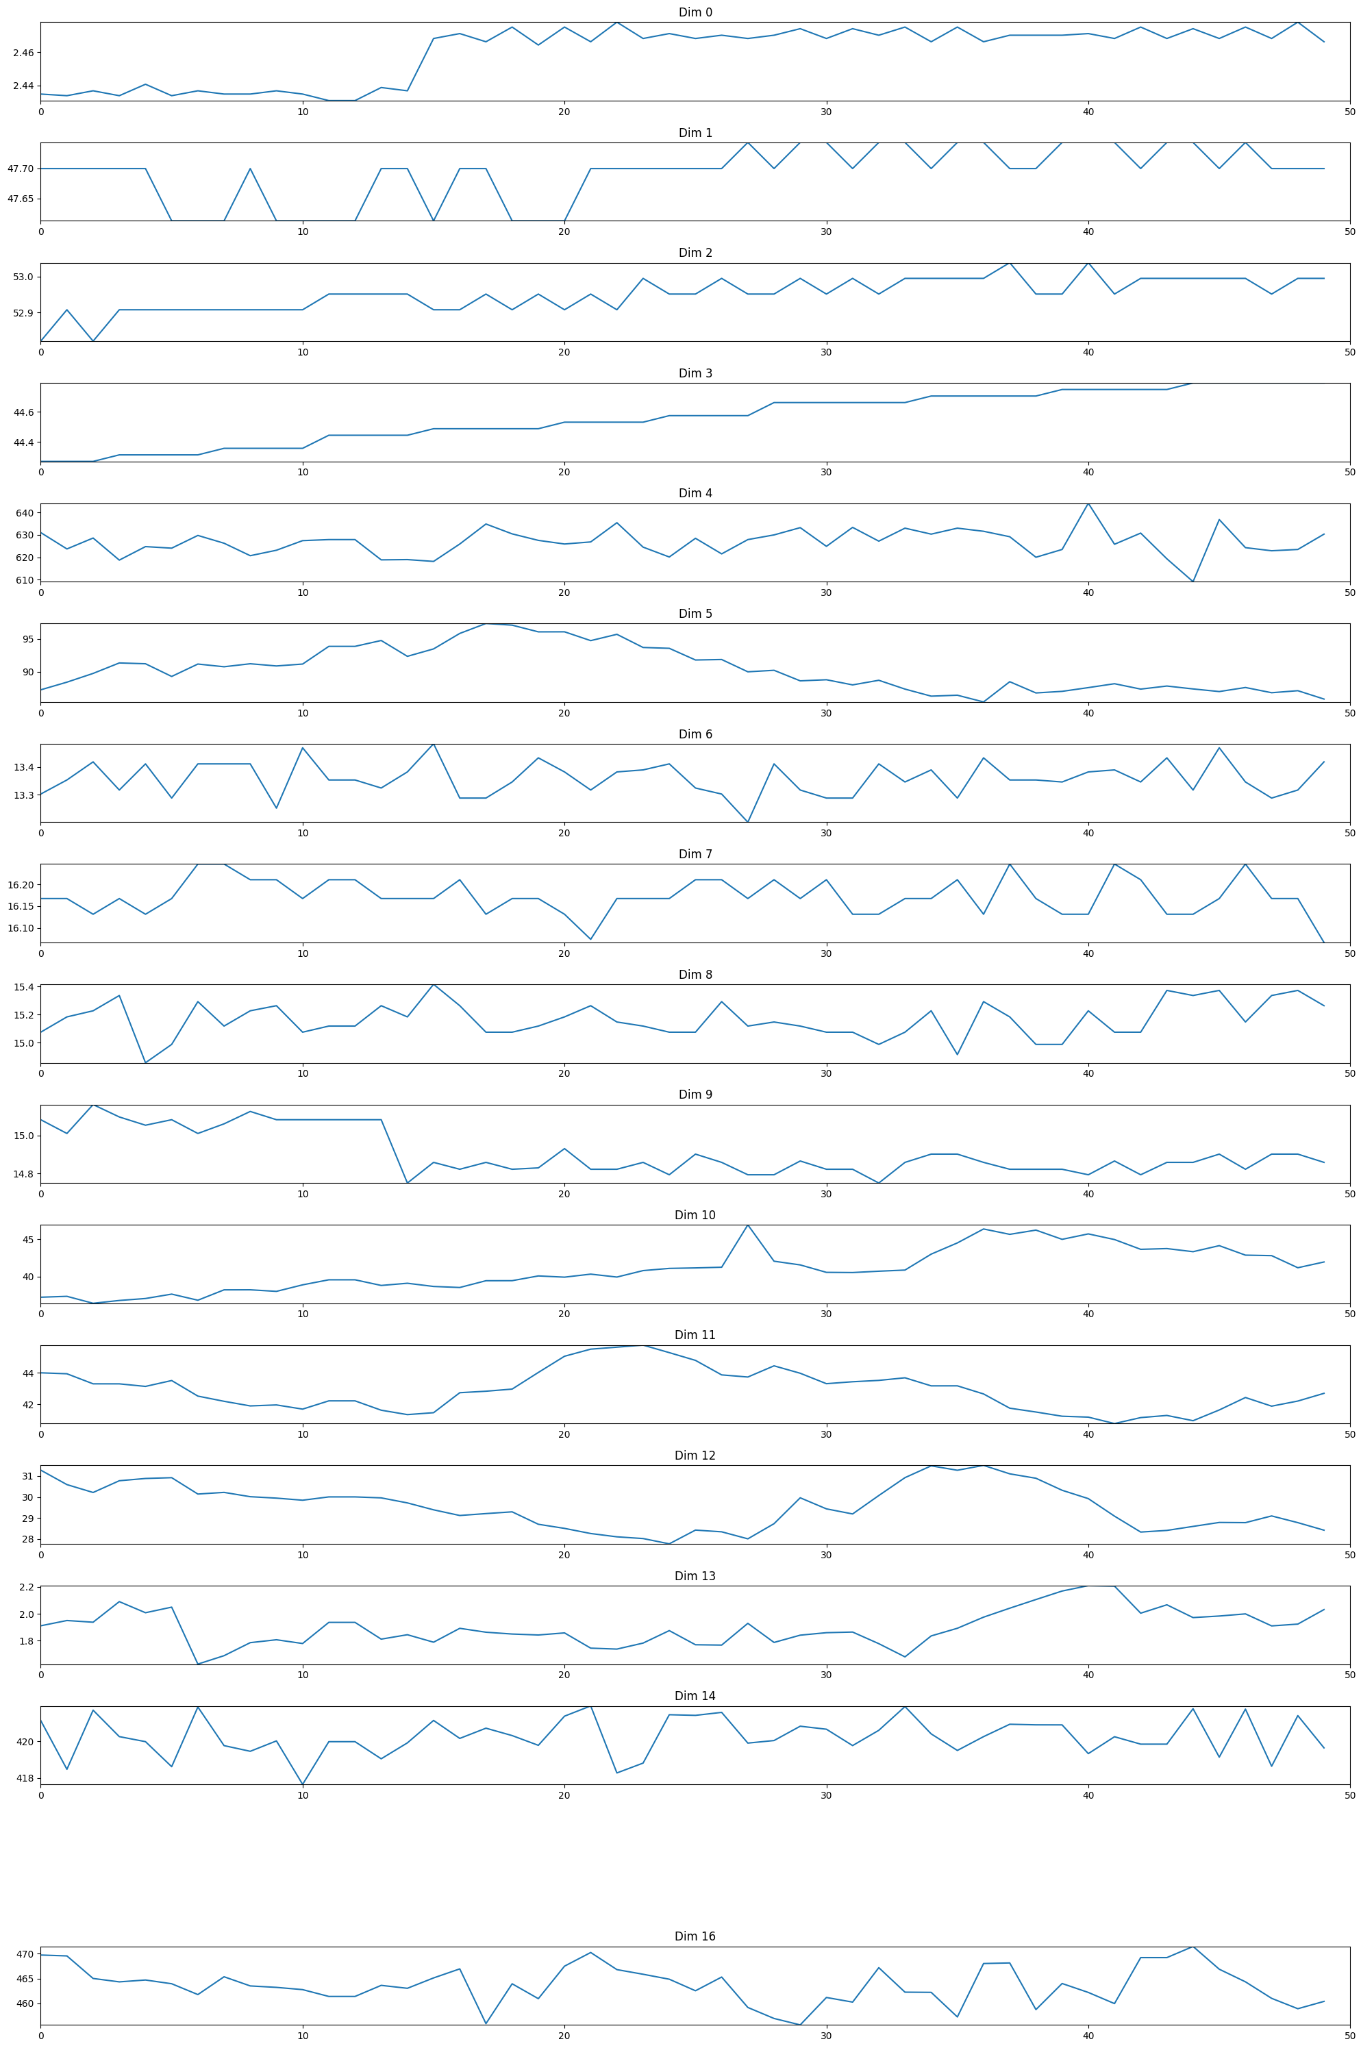 Dim 0
2.46
2.44
0 10 20 30 40 50
Dim 1
47.70
47.65
0 10 20 30 40 50
Dim 2
53.0
52.9
0 10 20 30 40 50
Dim 3
44.6
44.4
0 10 20 30 40 50
Dim 4
640
630
620
610
0 10 20 30 40 50
Dim 5
95
90
0 10 20 30 40 50
Dim 6
13.4
13.3
0 10 20 30 40 50
Dim 7
16.20
16.15
16.10
0 10 20 30 40 50
Dim 8
15.4
15.2
15.0
0 10 20 30 40 50
Dim 9
15.0
14.8
0 10 20 30 40 50
Dim 10
45
40
0 10 20 30 40 50
Dim 11
44
42
0 10 20 30 40 50
Dim 12
31
30
29
28
0 10 20 30 40 50
Dim 13
2.2
2.0
1.8
0 10 20 30 40 50
Dim 14
420
418
0 10 20 30 40 50
Dim 16
470
465
460
0 10 20 30 40 50